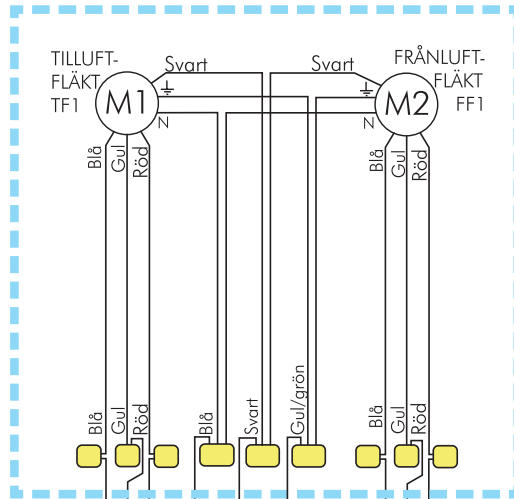 TILLUFT-
FLÄKT
TF1
M1
Svart
N
Svart
FRÅNLUFT-
FLÄKT
FF1
M2
N
Blå
Gul
Röd
Blå
Gul
Röd
Blå
Gul
Röd
Blå
Svart
Gul/grön
Blå
Gul
Röd